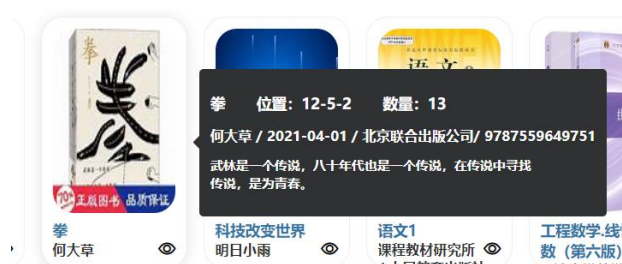 拳
语文
拳 位置：12-5-2 数量：13
何大草 / 2021-04-01 / 北京联合出版公司/ 9787559649751
武林是一个传说，八十年代也是一个传说，在传说中寻找
传说，是为青春。
正版图书 品质保证
拳
何大草
科技改变世界
明日小雨
语文1
课程教材研究所
工程数学.线
数（第六版）